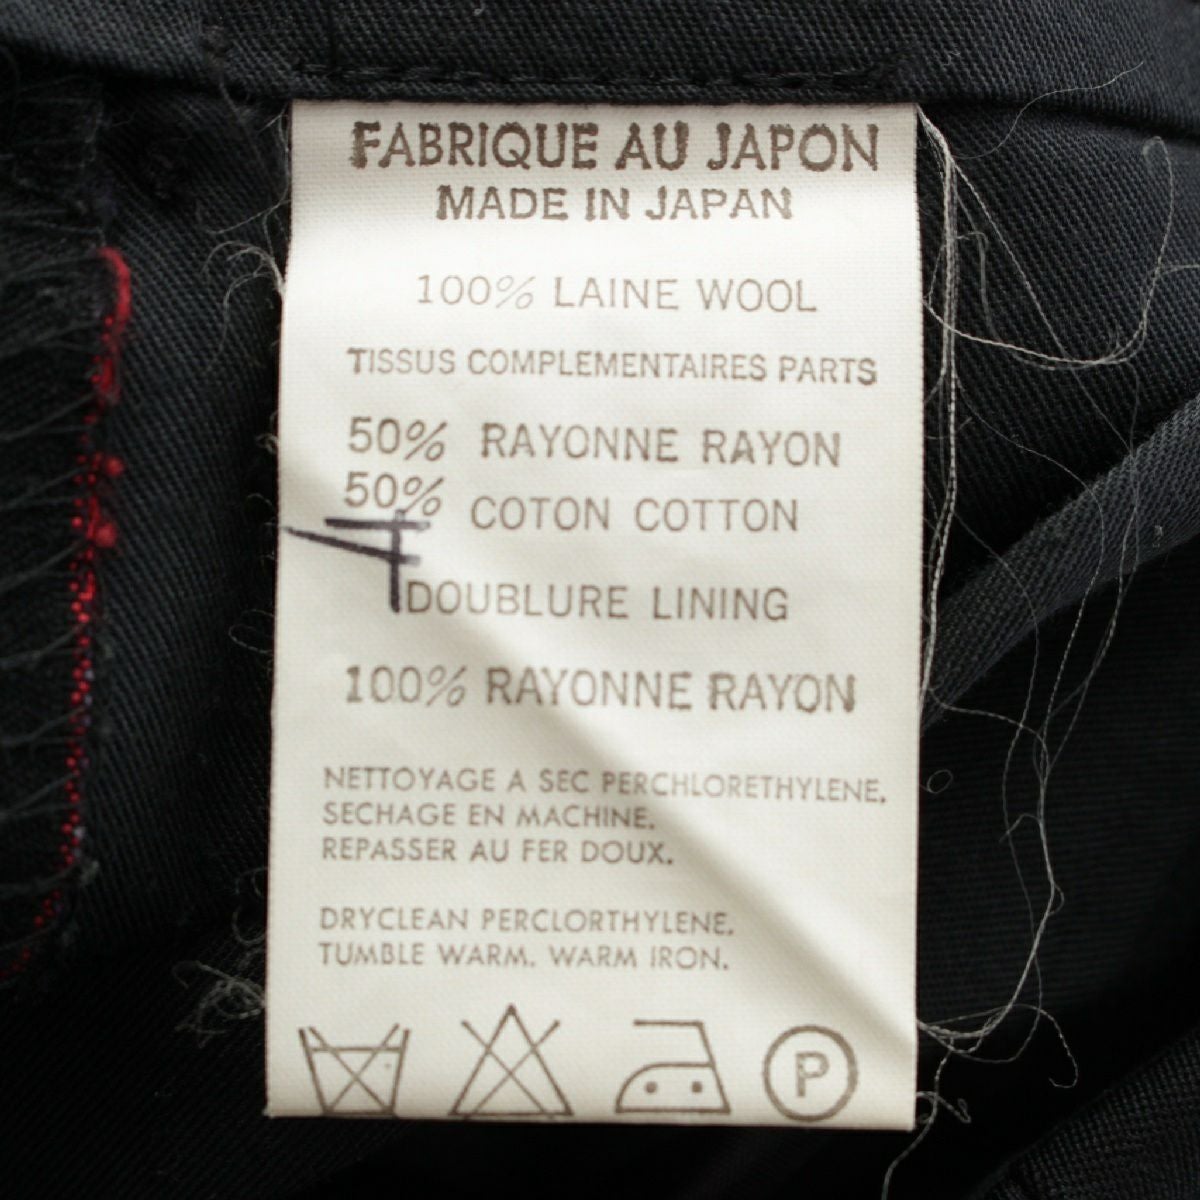 FABRIQUE AU JAPON
MADE IN JAPAN
100% LAINE WOOL
TISSUS COMPLEMENTAIRES PARTS
50% RAYONNE RAYON
50% COTON COTTON
DOUBLURE LINING
100% RAYONNE RAYON
NETTOYAGE A SEC PERCHLORETHYLENE.
SECHAGE EN MACHINE.
REPASSER AU FER DOUX.
DRYCLEAN PERCLORTHYLENE.
TUMBLE WARM. WARM IRON.
P